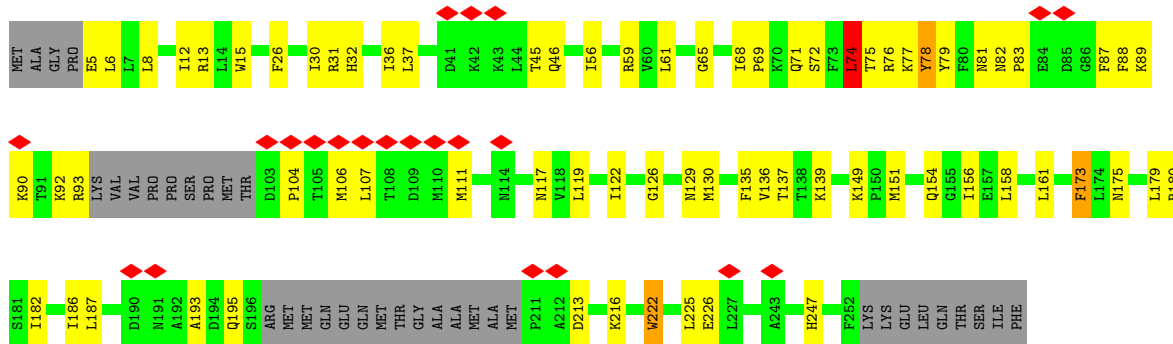 MET ALA GLY PRO E5 L6 L7 L8 I12 R13 L14 W15 F26 I30 R31 H32 I36 L37 D41 K42 K43 L44 T45 Q46 I56 R59 V60 L61 G65 I68 P69 K70 Q71 S72 F73 L74 T75 R76 K77 Y78 Y79 F80 N81 N82 P83 E84 D85 G86 F87 F88 K89
K90 T91 K92 R93 LYS VAL VAL PRO PRO SER PRO MET THR D103 P104 T105 M106 L107 T108 D109 M110 M111 N114 N117 V118 L119 I122 G126 N129 M130 F135 V136 T137 T138 K139 K149 P150 M151 Q154 G155 I156 E157 L158 L161 F173 L174 N175 L179
S181 I182 I186 L187 D190 N191 A192 A193 D194 Q195 S196 ARG MET MET GLN GLU GLN MET THR GLY ALA ALA MET ALA MET P211 A212 D213 K216 W222 L225 E226 L227 A243 H247 F252 LYS LYS GLU LEU GLN THR SER ILE PHE